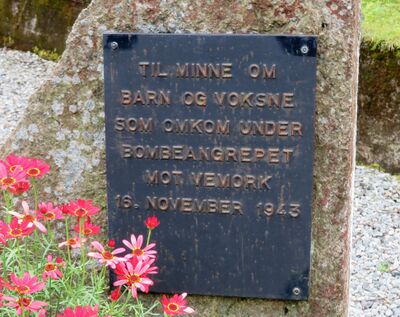 TIL MINNE OM
BARN OG VOKSNE
SOM OMKOM UNDER
BOMBEANGREPET
MOT VEMORK
16. NOVEMBER 1943